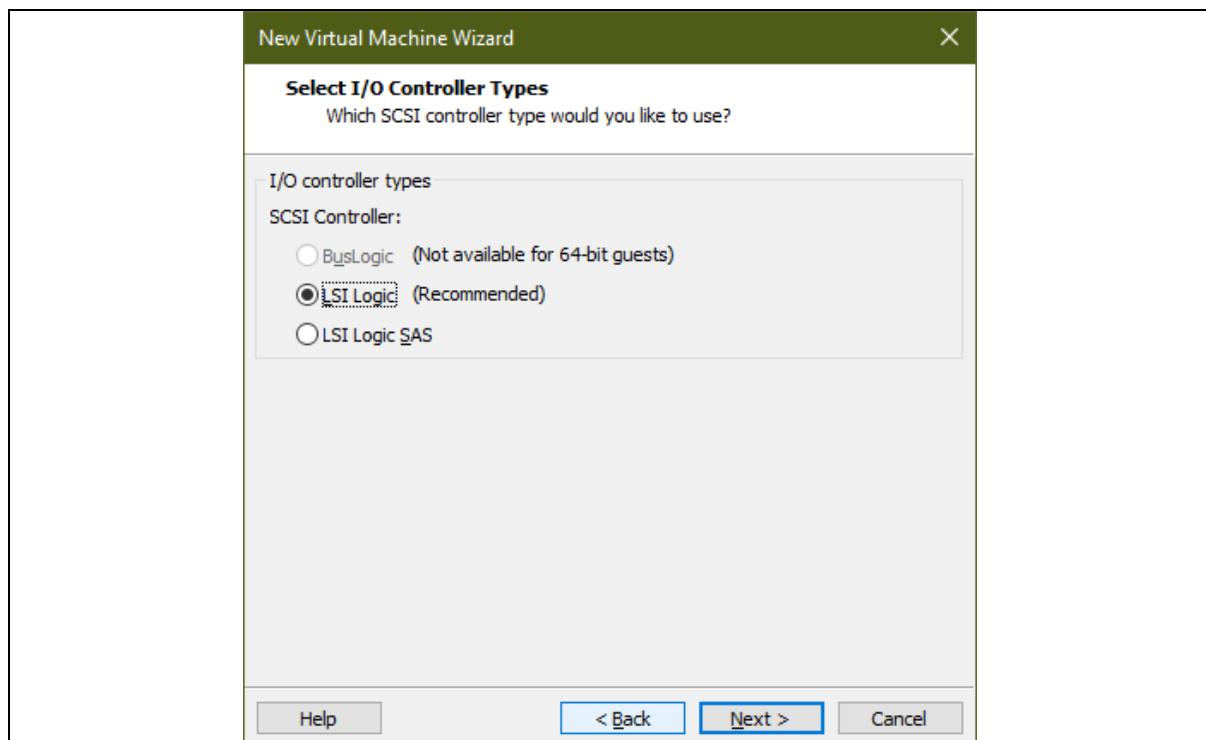 New Virtual Machine Wizard
Select I/O Controller Types
Which SCSI controller type would you like to use?
I/O controller types
SCSI Controller:
BusLogic (Not available for 64-bit guests)
LSI Logic (Recommended)
LSI Logic SAS
Help < Back Next > Cancel